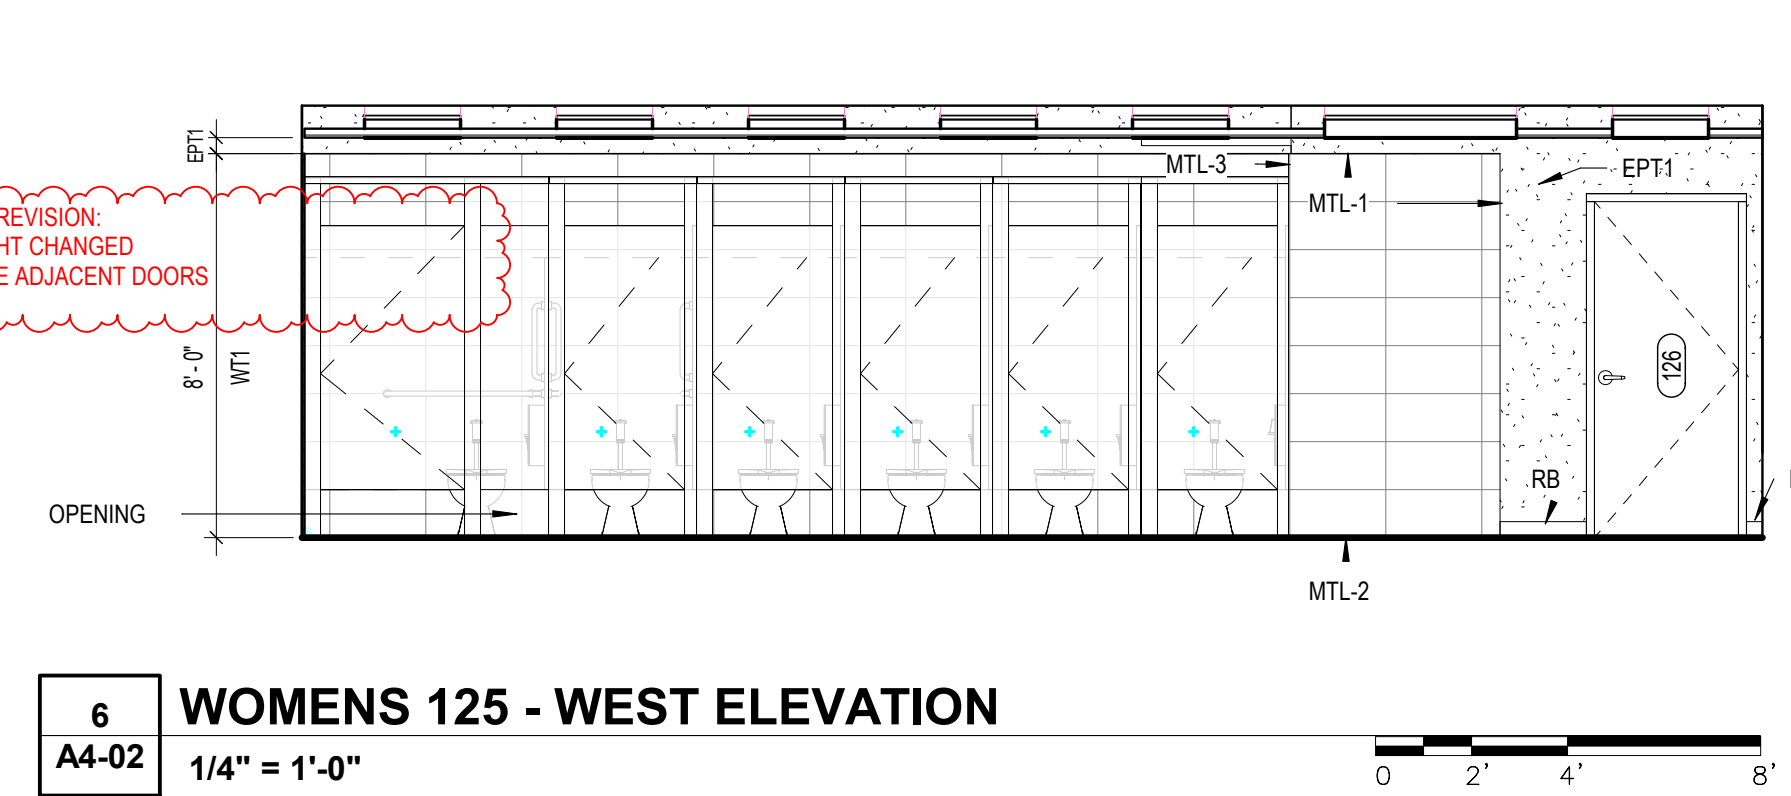 EPT1
MTL-3
EPT1
MTL-1
REVISION:
HT CHANGED
E ADJACENT DOORS
8' - 0"
WT1
126
RB
OPENING
MTL-2
6
A4-02
WOMENS 125 - WEST ELEVATION
1/4" = 1'-0"
0 2' 4' 8'